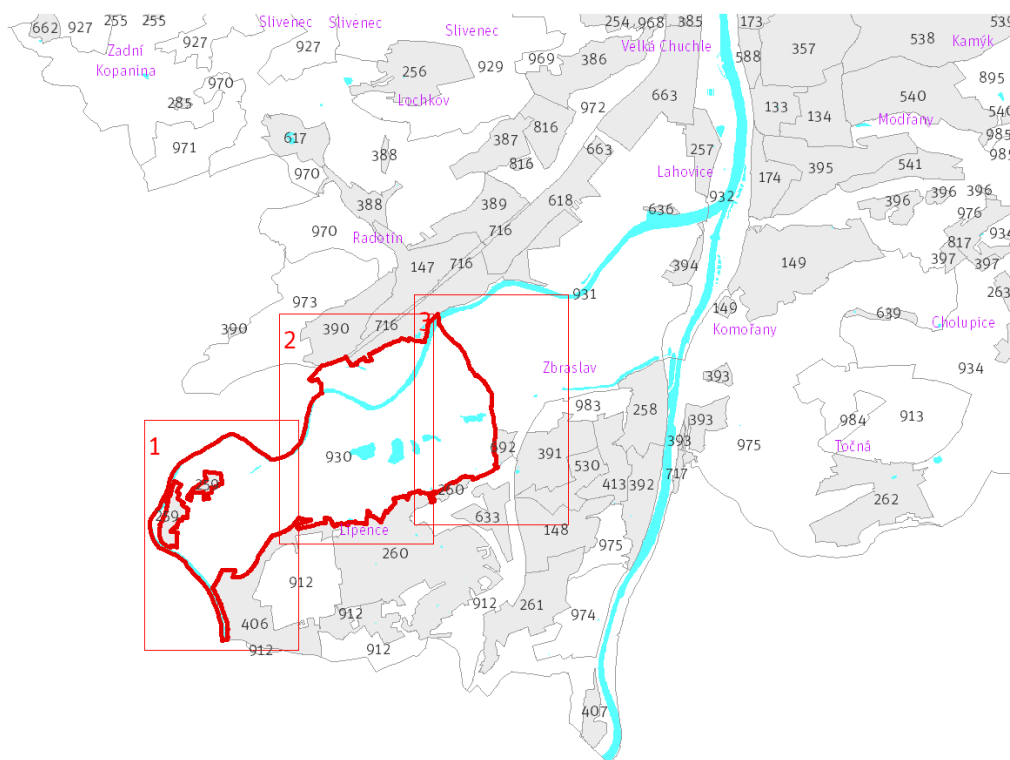 662 927 255 255 Slivenec Slivenec Slivenec 254 968 385 173 539
Zadní
Kopanina
927 927 929 969 386 Velká Chuchle 588 357 538 Kamýk
970 256 895
285 Lochkov 972 663 133 134 540 540
971 617 388 387 816 257 Modřany 985
970 816 663 174 395 541 985
388 389 618 Lahovice 932 396 396 396
970 Radotín 716 636 976 934
147 716 394 149 817 397 397
973 931 263
390 390 716 3 149 639
2 Komořany Cholupice
Zbraslav 393 934
983 258 984 913
1 930 692 391 393 393 975 Točná
259 530 717
259 260 413 392 262
633 148
Lipence
260 975
912 261
912 912 974
406
912 912
407